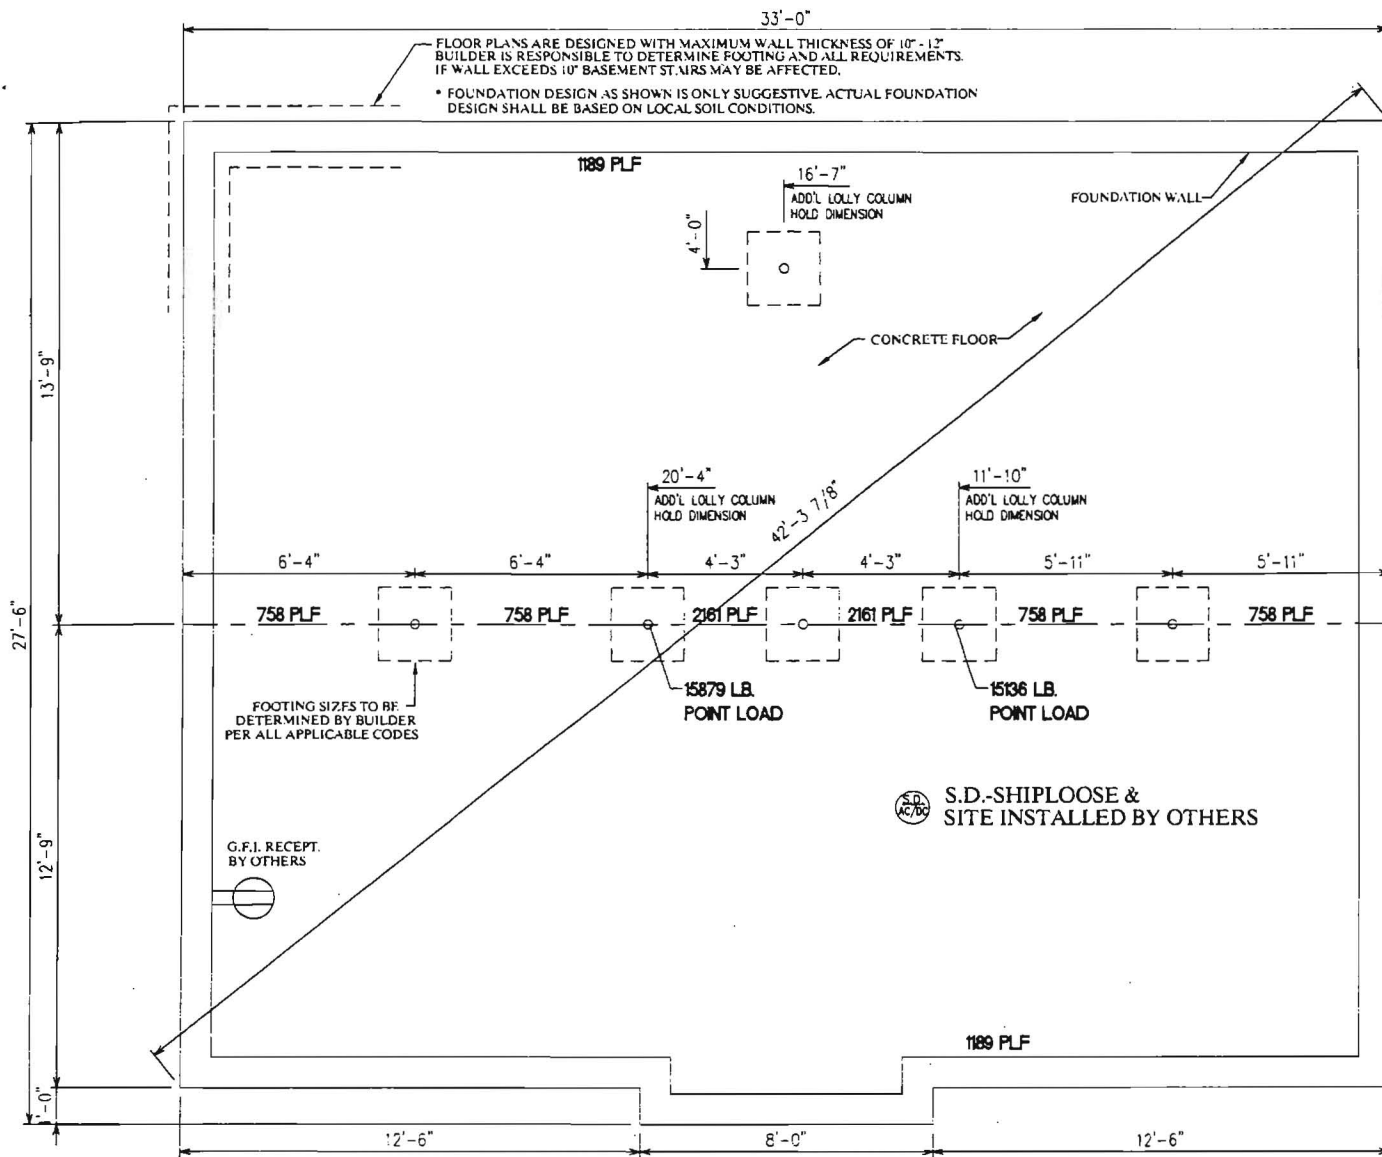 33'-0"
FLOOR PLANS ARE DESIGNED WITH MAXIMUM WALL THICKNESS OF 10" - 12"
BUILDER IS RESPONSIBLE TO DETERMINE FOOTING AND ALL REQUIREMENTS.
IF WALL EXCEEDS 10" BASEMENT STAIRS MAY BE AFFECTED.
* FOUNDATION DESIGN AS SHOWN IS ONLY SUGGESTIVE. ACTUAL FOUNDATION
DESIGN SHALL BE BASED ON LOCAL SOIL CONDITIONS.
1189 PLF
16'-7"
ADD'L LOLLY COLUMN
HOLD DIMENSION
4'-0"
FOUNDATION WALL
CONCRETE FLOOR
13'-9"
27'-6"
20'-4"
ADD'L LOLLY COLUMN
HOLD DIMENSION
42'-3 7/8"
11'-10"
ADD'L LOLLY COLUMN
HOLD DIMENSION
6'-4" 6'-4" 4'-3" 4'-3" 5'-11" 5'-11"
758 PLF 758 PLF 2161 PLF 2161 PLF 758 PLF 758 PLF
15879 LB.
POINT LOAD
15136 LB.
POINT LOAD
FOOTING SIZES TO BE
DETERMINED BY BUILDER
PER ALL APPLICABLE CODES
S.D.
AC/DC
S.D.-SHIPLOOSE &
SITE INSTALLED BY OTHERS
G.F.I. RECEPT.
BY OTHERS
12'-9"
1189 PLF
1'-0"
12'-6" 8'-0" 12'-6"